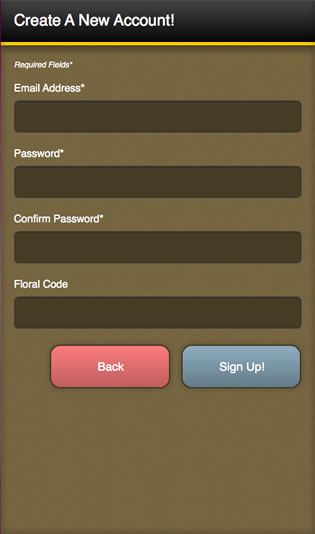 Create A New Account!
Required Fields*
Email Address*
Password*
Confirm Password*
Floral Code
Back
Sign Up!